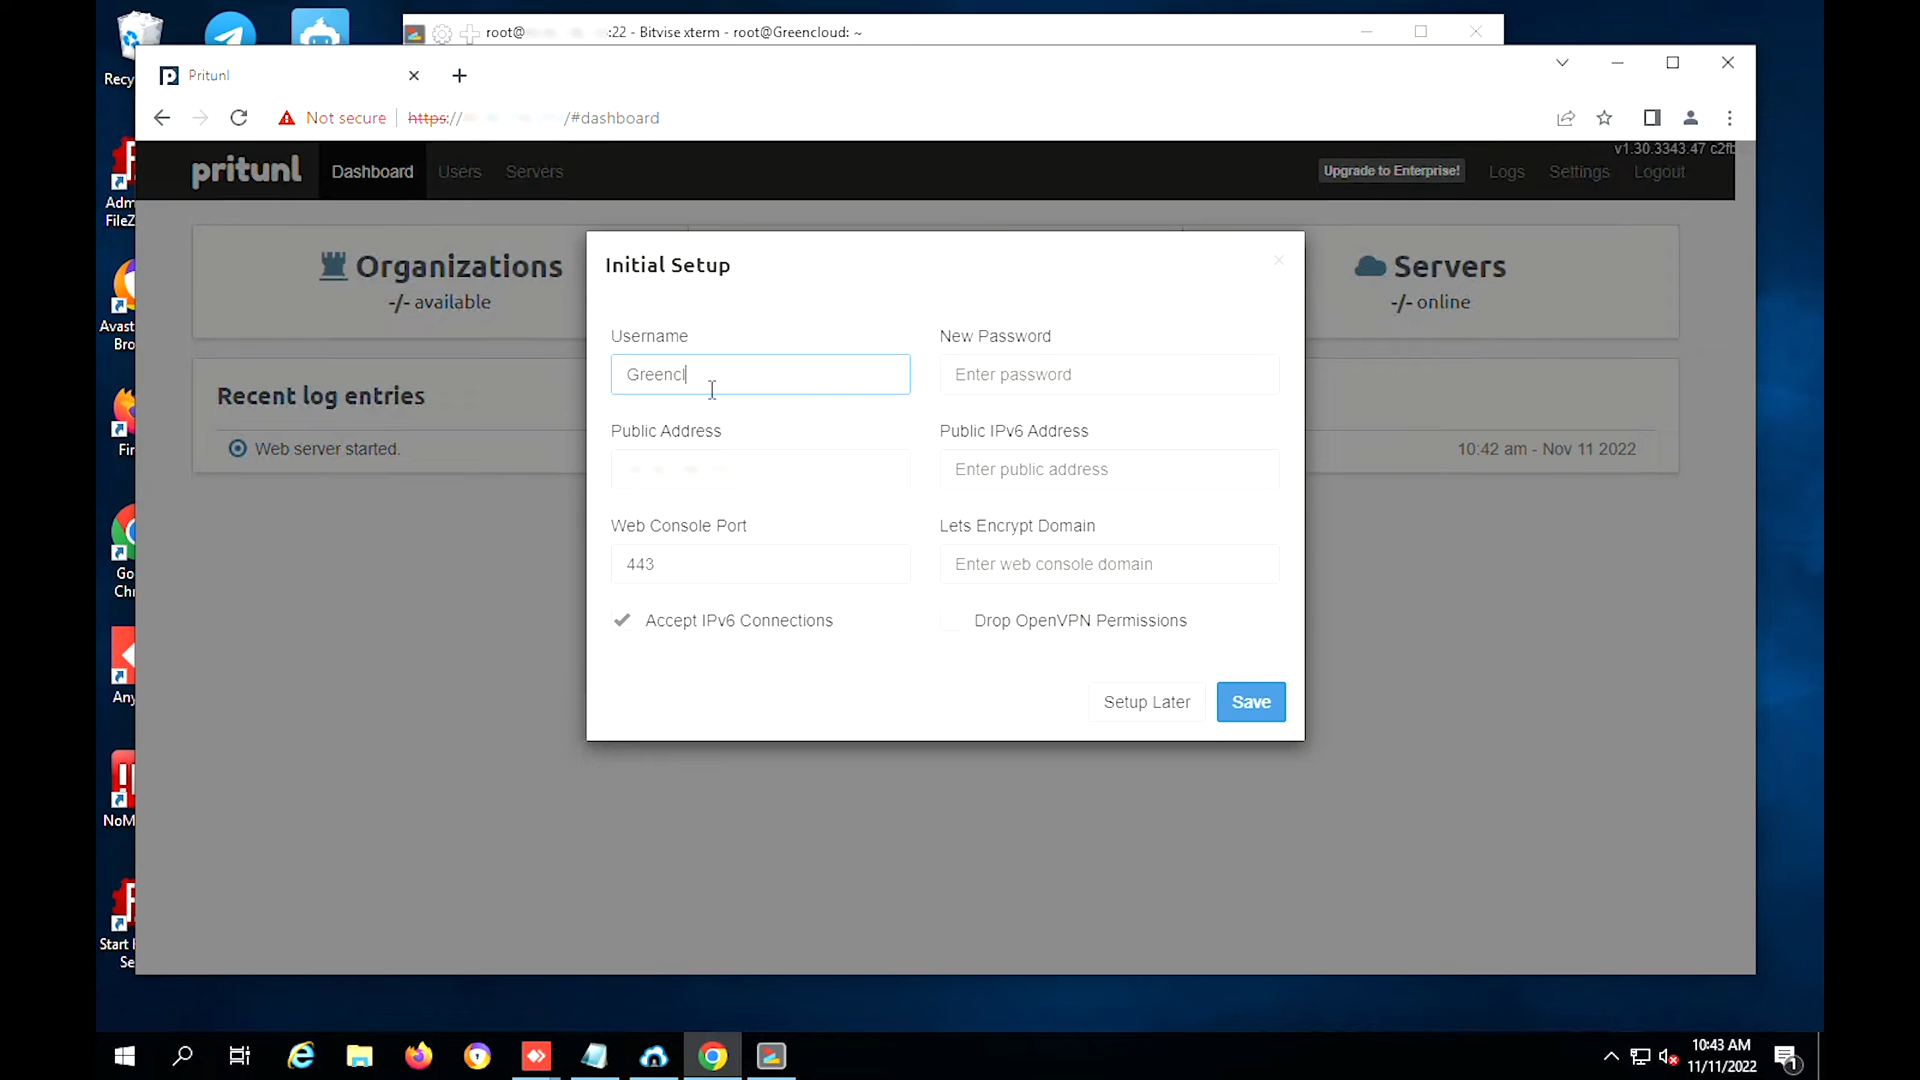 root@ :22 - Bitvise xterm - root@Greencloud: ~
Recy
Pritunl
Not secure
https:// /#dashboard
v1.30.3343.47 c2fb
pritunl
Dashboard
Users
Servers
Upgrade to Enterprise!
Logs
Settings
Logout
Adm
FileZ
Organizations
-/- available
Servers
-/- online
Initial Setup
Username
New Password
Greencl
Enter password
Avast
Bro
Recent log entries
Web server started.
10:42 am - Nov 11 2022
Public Address
Public IPv6 Address
Enter public address
Fir
Web Console Port
Lets Encrypt Domain
443
Enter web console domain
Go
Chr
Accept IPv6 Connections
Drop OpenVPN Permissions
Any
Setup Later
Save
NoM
Start
Se
10:43 AM
11/11/2022
1